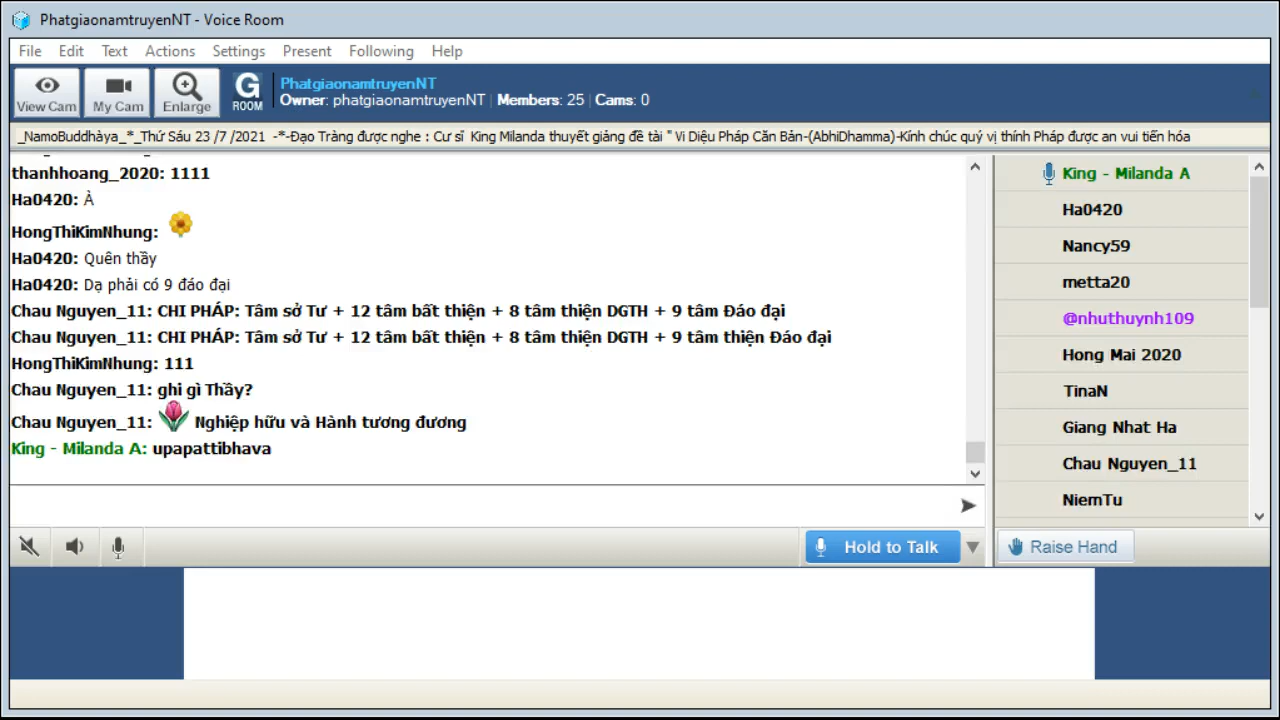 PhatgiaonamtruyenNT - Voice Room
File Edit Text Actions Settings Present Following Help
View Cam My Cam Enlarge G ROOM
PhatgiaonamtruyenNT
Owner: phatgiaonamtruyenNT | Members: 25 | Cams: 0
_NamoBuddhàya_*_Thứ Sáu 23 /7 /2021 -*-Đạo Tràng được nghe : Cư sĩ King Milanda thuyết giảng đề tài " Vi Diệu Pháp Căn Bản-(AbhiDhamma)-Kính chúc quý vị thính Pháp được an vui tiến hóa
thanhhoang_2020: 1111
Ha0420: À
HongThiKimNhung:
Ha0420: Quên thầy
Ha0420: Dạ phải có 9 đáo đại
Chau Nguyen_11: CHI PHÁP: Tâm sở Tư + 12 tâm bất thiện + 8 tâm thiện DGTH + 9 tâm Đáo đại
Chau Nguyen_11: CHI PHÁP: Tâm sở Tư + 12 tâm bất thiện + 8 tâm thiện DGTH + 9 tâm thiện Đáo đại
HongThiKimNhung: 111
Chau Nguyen_11: ghi gì Thầy?
Chau Nguyen_11: Nghiệp hữu và Hành tương đương
King - Milanda A: upapattibhava
King - Milanda A
Ha0420
Nancy59
metta20
@nhuthuynh109
Hong Mai 2020
TinaN
Giang Nhat Ha
Chau Nguyen_11
NiemTu
Hold to Talk
Raise Hand